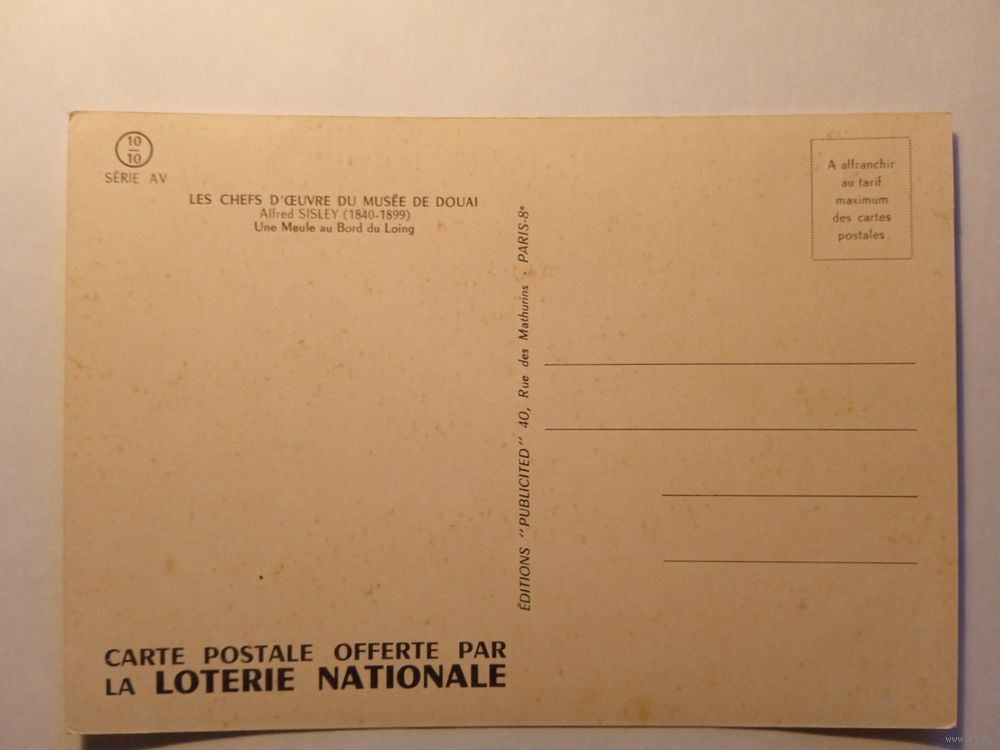 10
10
SÉRIE AV
LES CHEFS D'ŒUVRE DU MUSÉE DE DOUAI
Alfred SISLEY (1840-1899)
Une Meule au Bord du Loing
ÉDITIONS "PUBLICITED" 40, Rue des Mathurins . PARIS-8e
A affranchir
au tarif
maximum
des cartes
postales
CARTE POSTALE OFFERTE PAR
LA LOTERIE NATIONALE